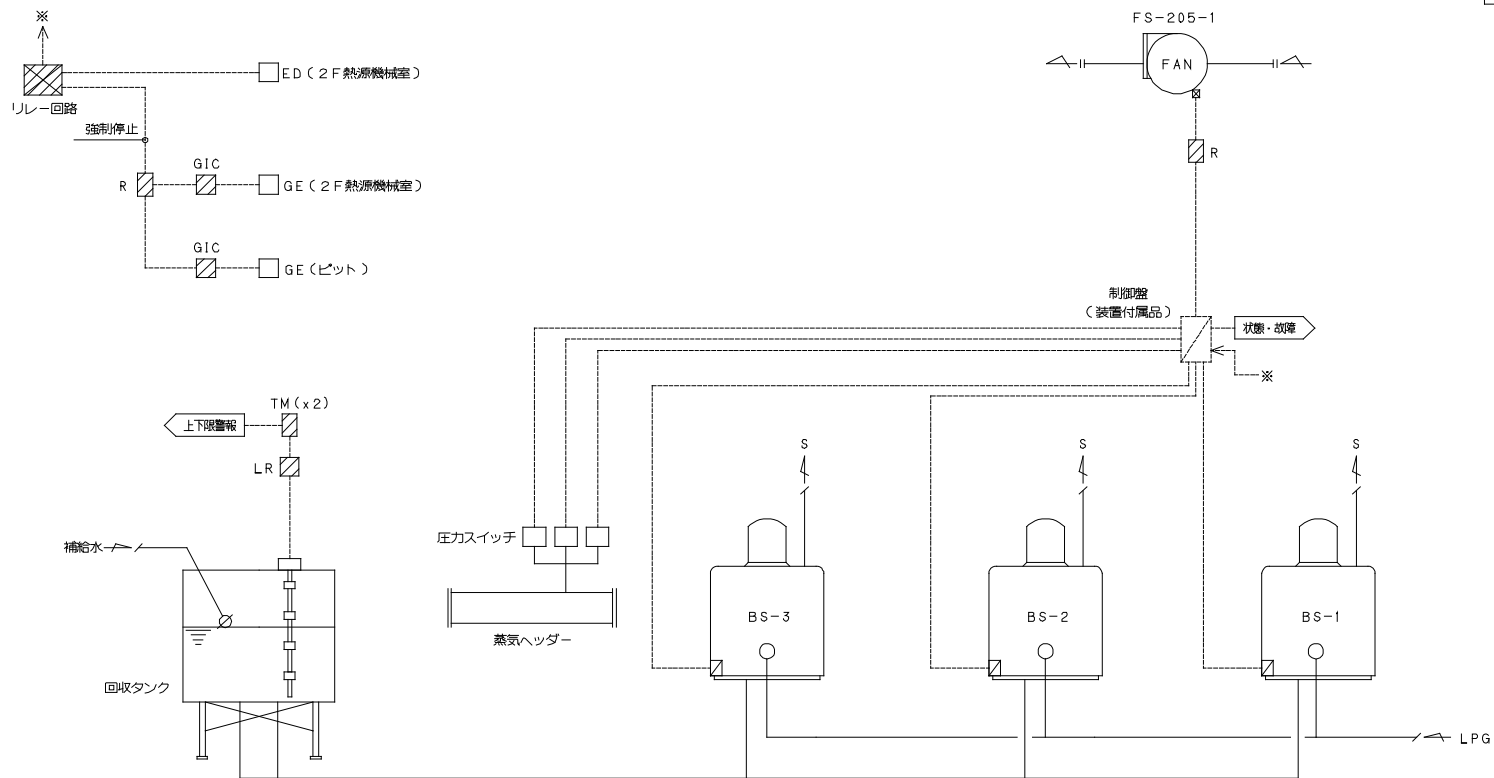 ※
FS-205-1
FAN
ED(2F熱源機械室)
リレー回路
強制停止
GIC
R
R
GE(2F熱源機械室)
GIC
GE(ピット)
制御盤
(装置付属品)
状態・故障
※
TM(x2)
上下限警報
LR
S
S
S
圧力スイッチ
補給水
BS-3
BS-2
BS-1
蒸気ヘッダー
回収タンク
LPG